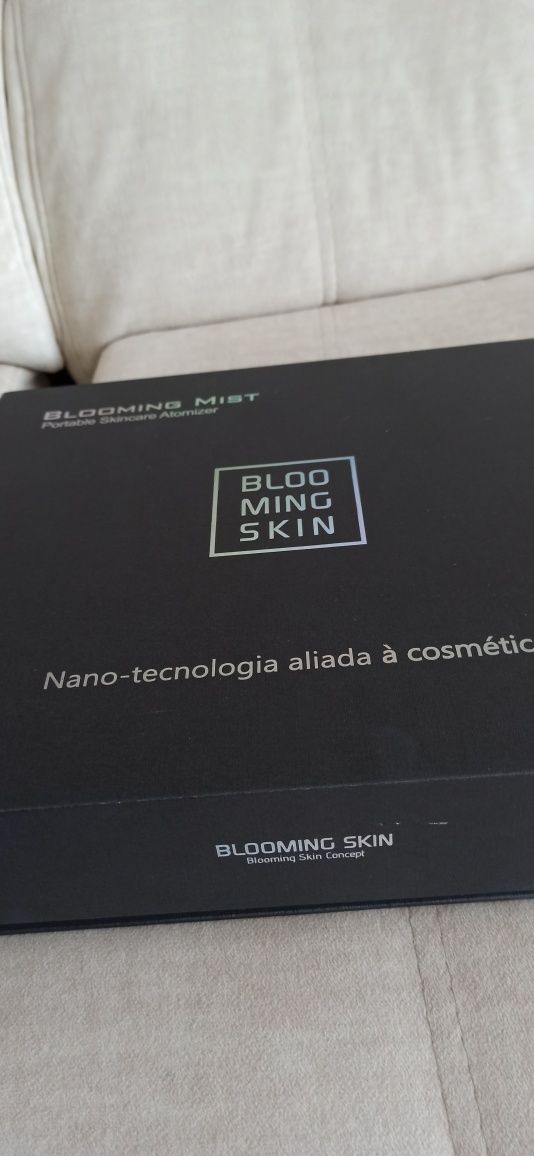 BLOOMING MIST
Portable Skincare Atomizer
BLOO
MING
SKIN
Nano-tecnologia aliada à cosmétic
BLOOMING SKIN
Blooming Skin Concept